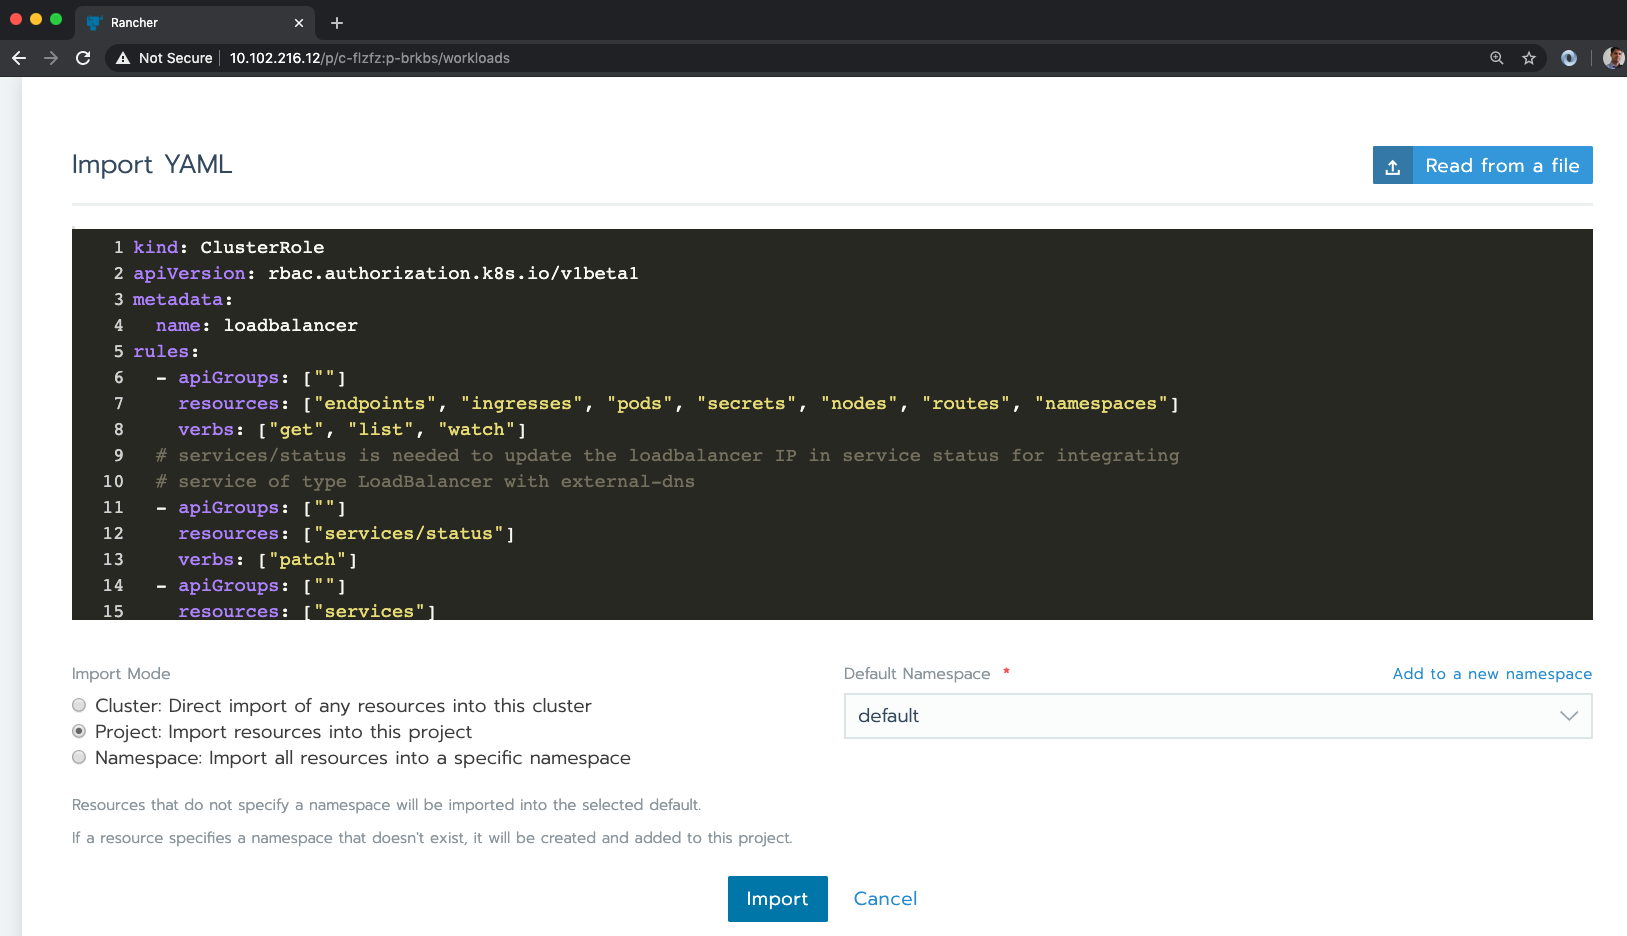 Rancher
Not Secure 10.102.216.12/p/c-flzfz:p-brkbs/workloads
Import YAML
Read from a file
1 kind: ClusterRole
2 apiVersion: rbac.authorization.k8s.io/v1beta1
3 metadata:
4   name: loadbalancer
5 rules:
6   - apiGroups: [""]
7     resources: ["endpoints", "ingresses", "pods", "secrets", "nodes", "routes", "namespaces"]
8     verbs: ["get", "list", "watch"]
9   # services/status is needed to update the loadbalancer IP in service status for integrating
10   # service of type LoadBalancer with external-dns
11   - apiGroups: [""]
12     resources: ["services/status"]
13     verbs: ["patch"]
14   - apiGroups: [""]
15     resources: ["services"]
Import Mode
Cluster: Direct import of any resources into this cluster
Project: Import resources into this project
Namespace: Import all resources into a specific namespace
Resources that do not specify a namespace will be imported into the selected default.
If a resource specifies a namespace that doesn't exist, it will be created and added to this project.
Default Namespace *
Add to a new namespace
default
Import
Cancel